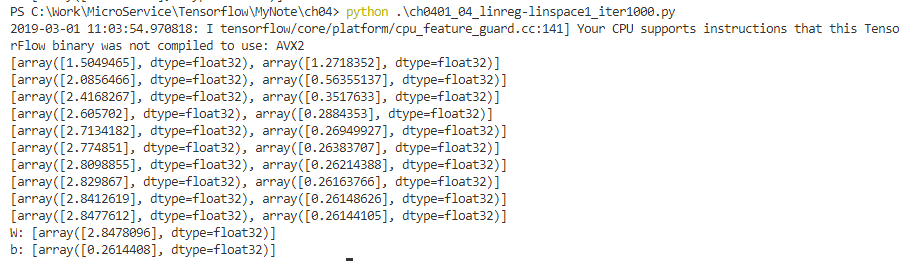 PS C:\Work\MicroService\Tensorflow\MyNote\ch04> python .\ch0401_04_linreg-linspace1_iter1000.py
2019-03-01 11:03:54.970818: I tensorflow/core/platform/cpu_feature_guard.cc:141] Your CPU supports instructions that this Tenso
rFlow binary was not compiled to use: AVX2
[array([1.5049465], dtype=float32), array([1.2718352], dtype=float32)]
[array([2.0856466], dtype=float32), array([0.56355137], dtype=float32)]
[array([2.4168267], dtype=float32), array([0.3517633], dtype=float32)]
[array([2.605702], dtype=float32), array([0.2884353], dtype=float32)]
[array([2.7134182], dtype=float32), array([0.26949927], dtype=float32)]
[array([2.774851], dtype=float32), array([0.26383707], dtype=float32)]
[array([2.8098855], dtype=float32), array([0.26214388], dtype=float32)]
[array([2.829867], dtype=float32), array([0.26163766], dtype=float32)]
[array([2.8412619], dtype=float32), array([0.26148626], dtype=float32)]
[array([2.8477612], dtype=float32), array([0.26144105], dtype=float32)]
W: [array([2.8478096], dtype=float32)]
b: [array([0.2614408], dtype=float32)]